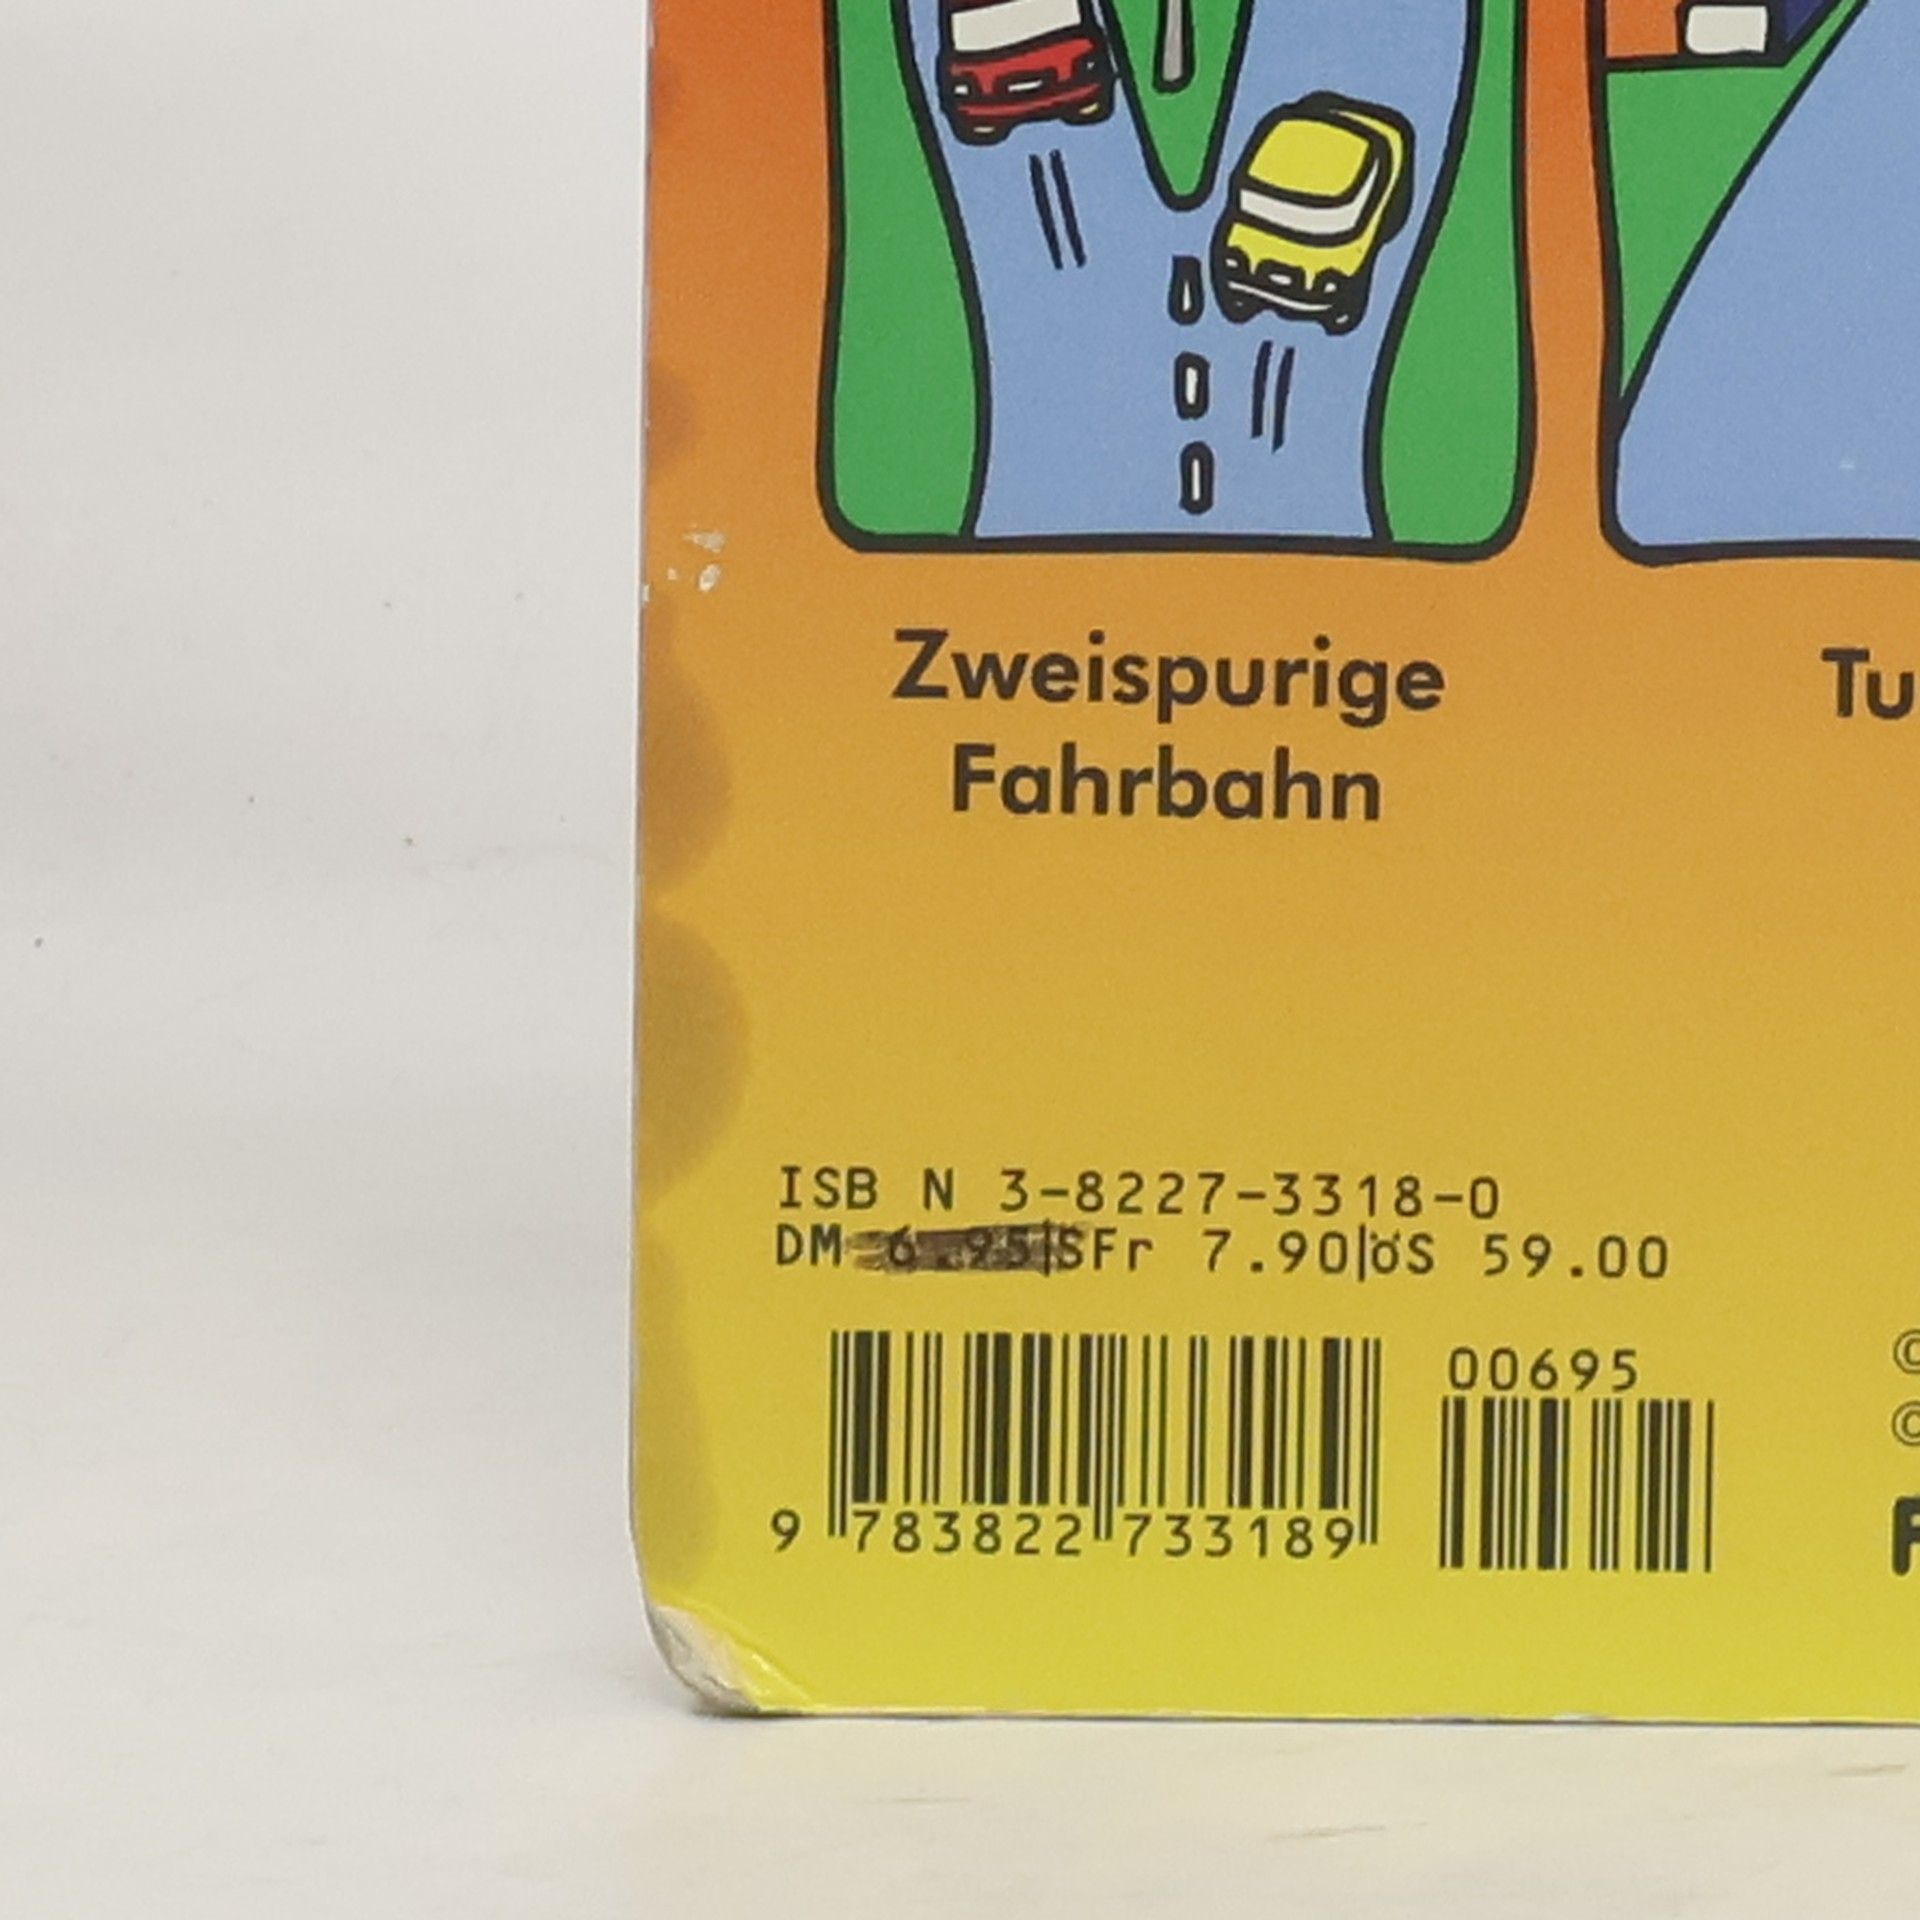 Zweispurige
Fahrbahn
Tu
ISB N 3-8227-3318-0
DM 6.95|SFr 7.90|öS 59.00
00695
9 783822 733189
©
©